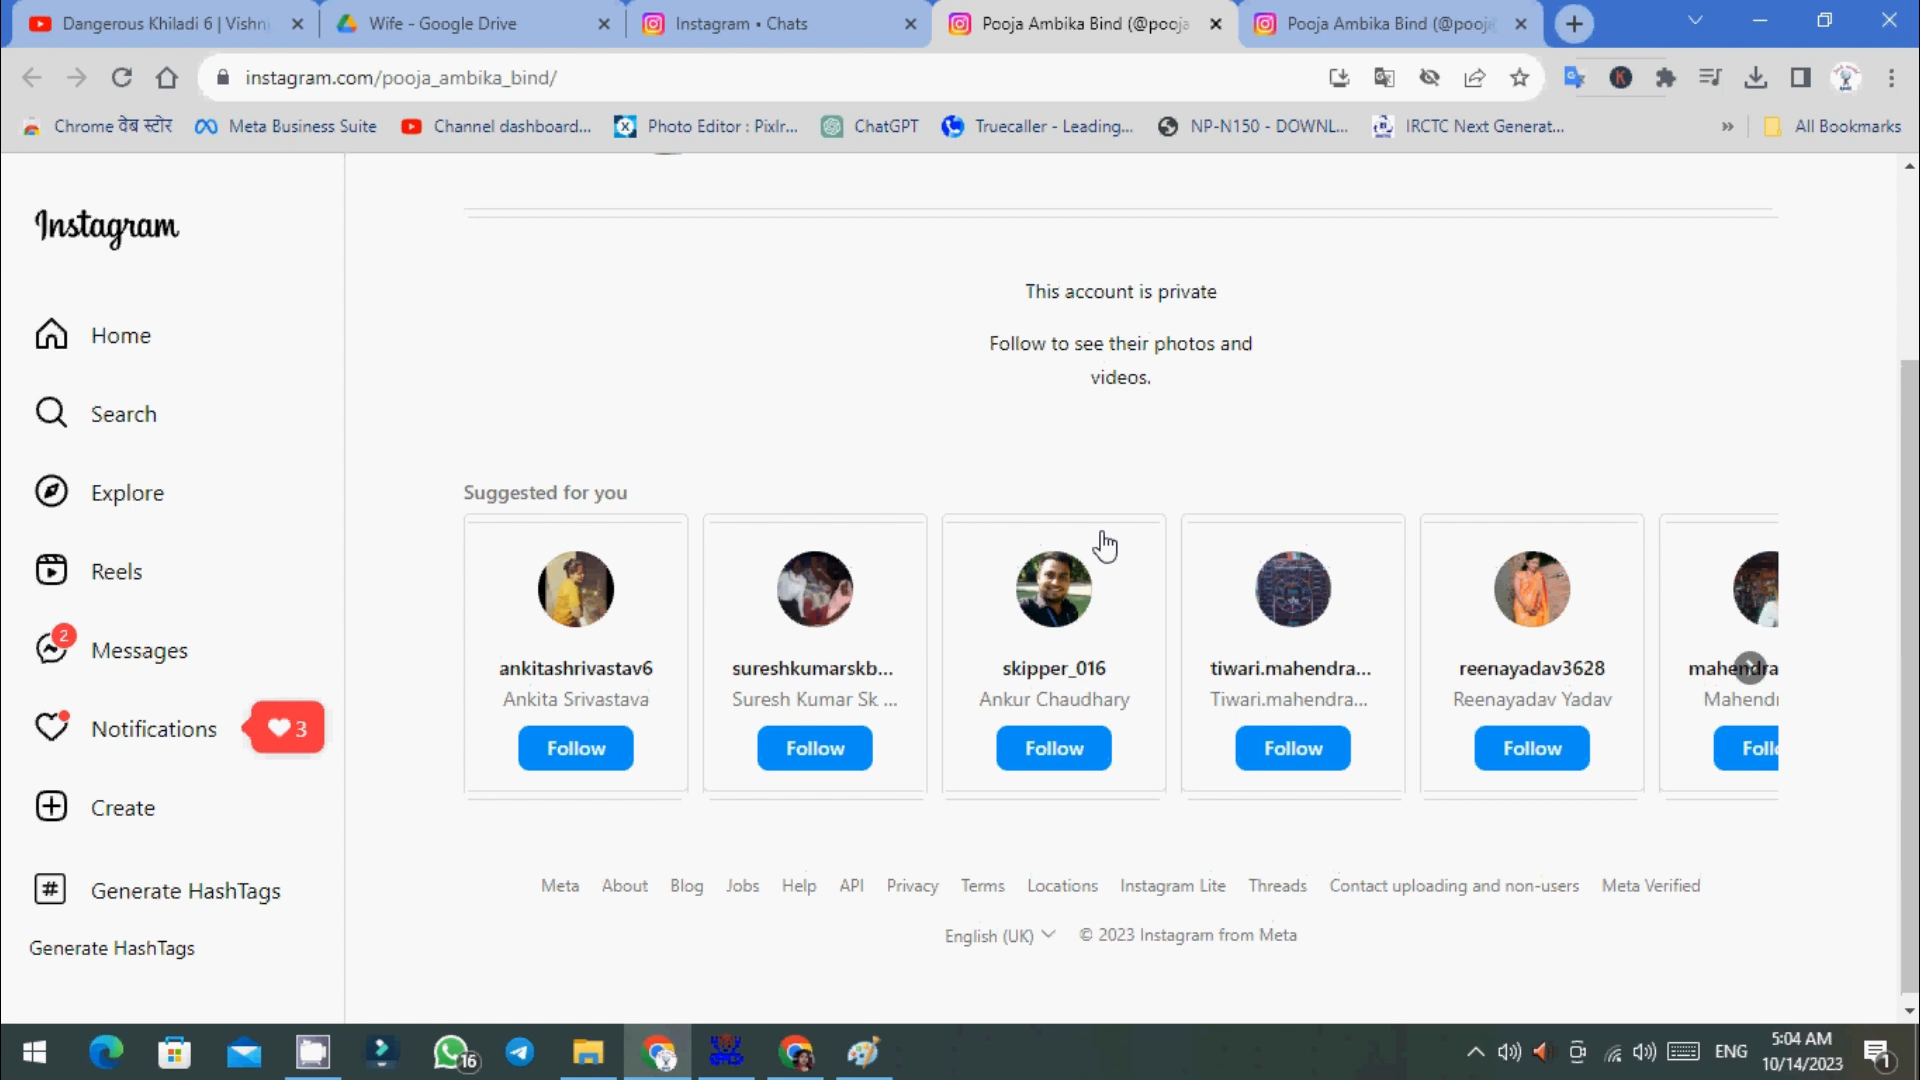 Dangerous Khiladi 6 | Vishn
Wife - Google Drive
Instagram • Chats
Pooja Ambika Bind (@pooja
Pooja Ambika Bind (@pooja
instagram.com/pooja_ambika_bind/
Chrome वेब स्टोर
Meta Business Suite
Channel dashboard...
Photo Editor : Pixlr...
ChatGPT
Truecaller - Leading...
NP-N150 - DOWNL...
IRCTC Next Generat...
All Bookmarks
Instagram
Home
Search
Explore
Reels
2
Messages
Notifications
3
Create
#
Generate HashTags
Generate HashTags
This account is private
Follow to see their photos and
videos.
Suggested for you
ankitashrivastav6
Ankita Srivastava
Follow
sureshkumarskb...
Suresh Kumar Sk ...
Follow
skipper_016
Ankur Chaudhary
Follow
tiwari.mahendra...
Tiwari.mahendra...
Follow
reenayadav3628
Reenayadav Yadav
Follow
mahendra
Mahend
Foll
Meta About Blog Jobs Help API Privacy Terms Locations Instagram Lite Threads Contact uploading and non-users Meta Verified
English (UK) © 2023 Instagram from Meta
16
ENG
5:04 AM
10/14/2023
1